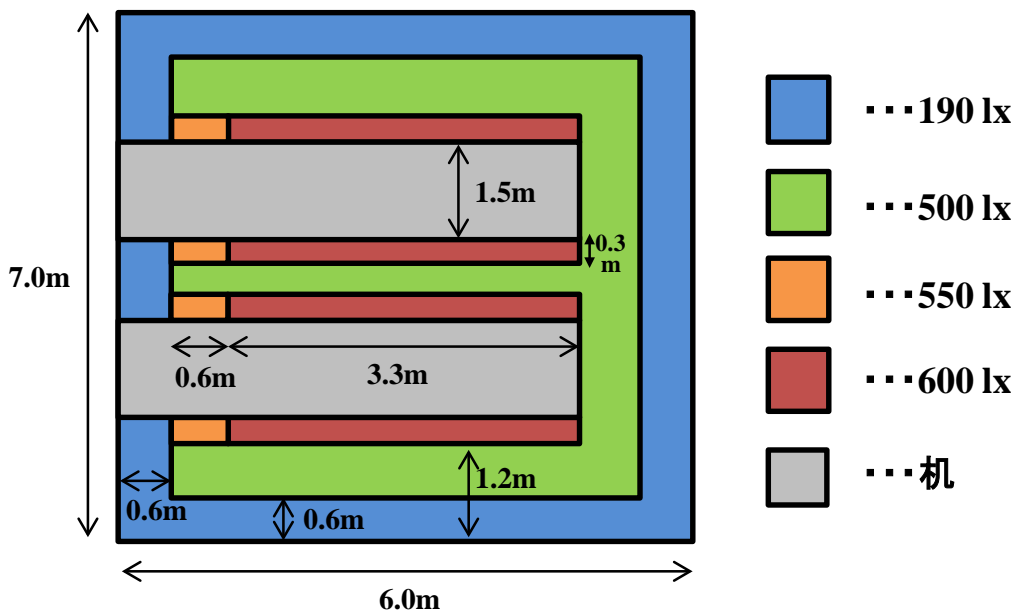 ･･･190 lx
･･･500 lx
･･･550 lx
･･･600 lx
･･･机
7.0m
1.5m
0.3
m
0.6m
3.3m
1.2m
0.6m
0.6m
6.0m